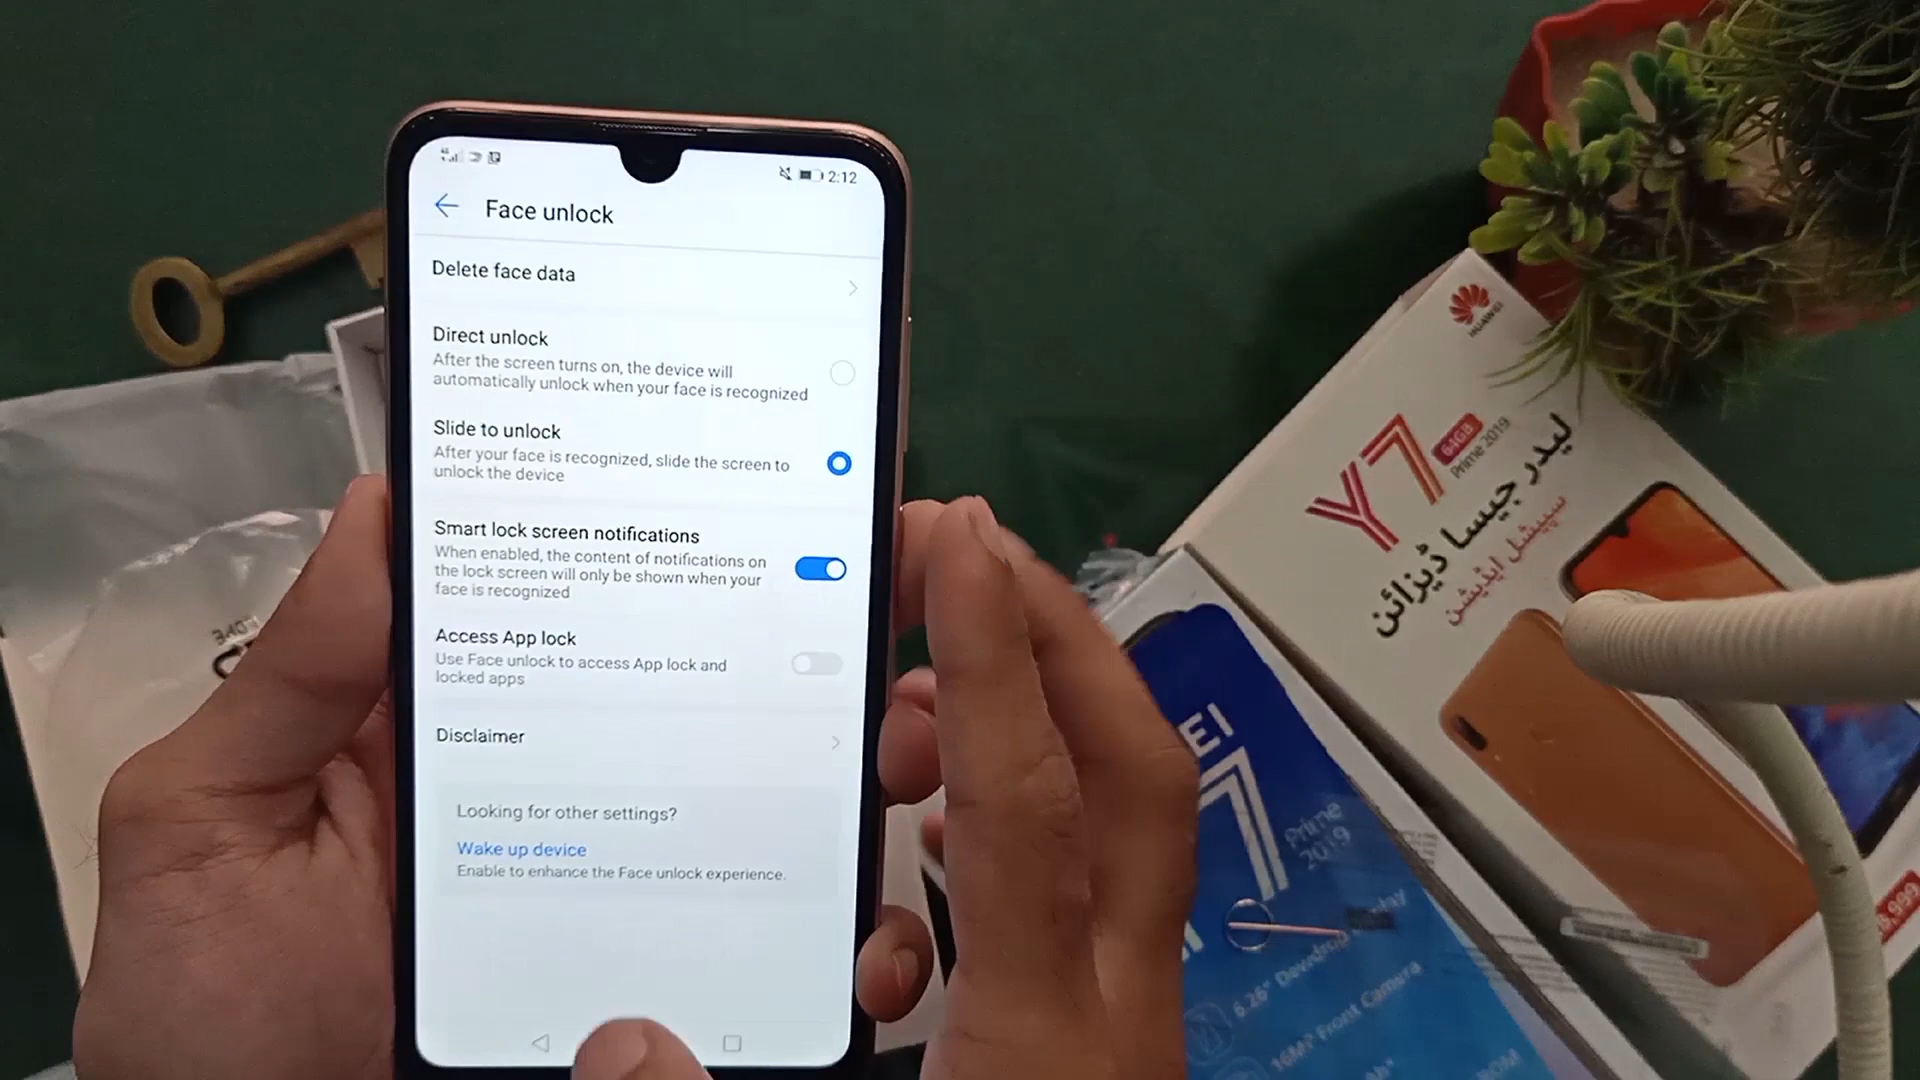 2:12
Face unlock
Delete face data
Direct unlock
After the screen turns on, the device will
automatically unlock when your face is recognized
Slide to unlock
After your face is recognized, slide the screen to
unlock the device
Smart lock screen notifications
When enabled, the content of notifications on
the lock screen will only be shown when your
face is recognized
Access App lock
Use Face unlock to access App lock and
locked apps
Disclaimer
Looking for other settings?
Wake up device
Enable to enhance the Face unlock experience.
HUAWEI
Y7
64GB
Prime 2019
لیدر جیسا ڈیزائن
سپیشل ایڈیشن
EI
7
Prime
2019
6.26" Dewdrop
16MP Front Camera